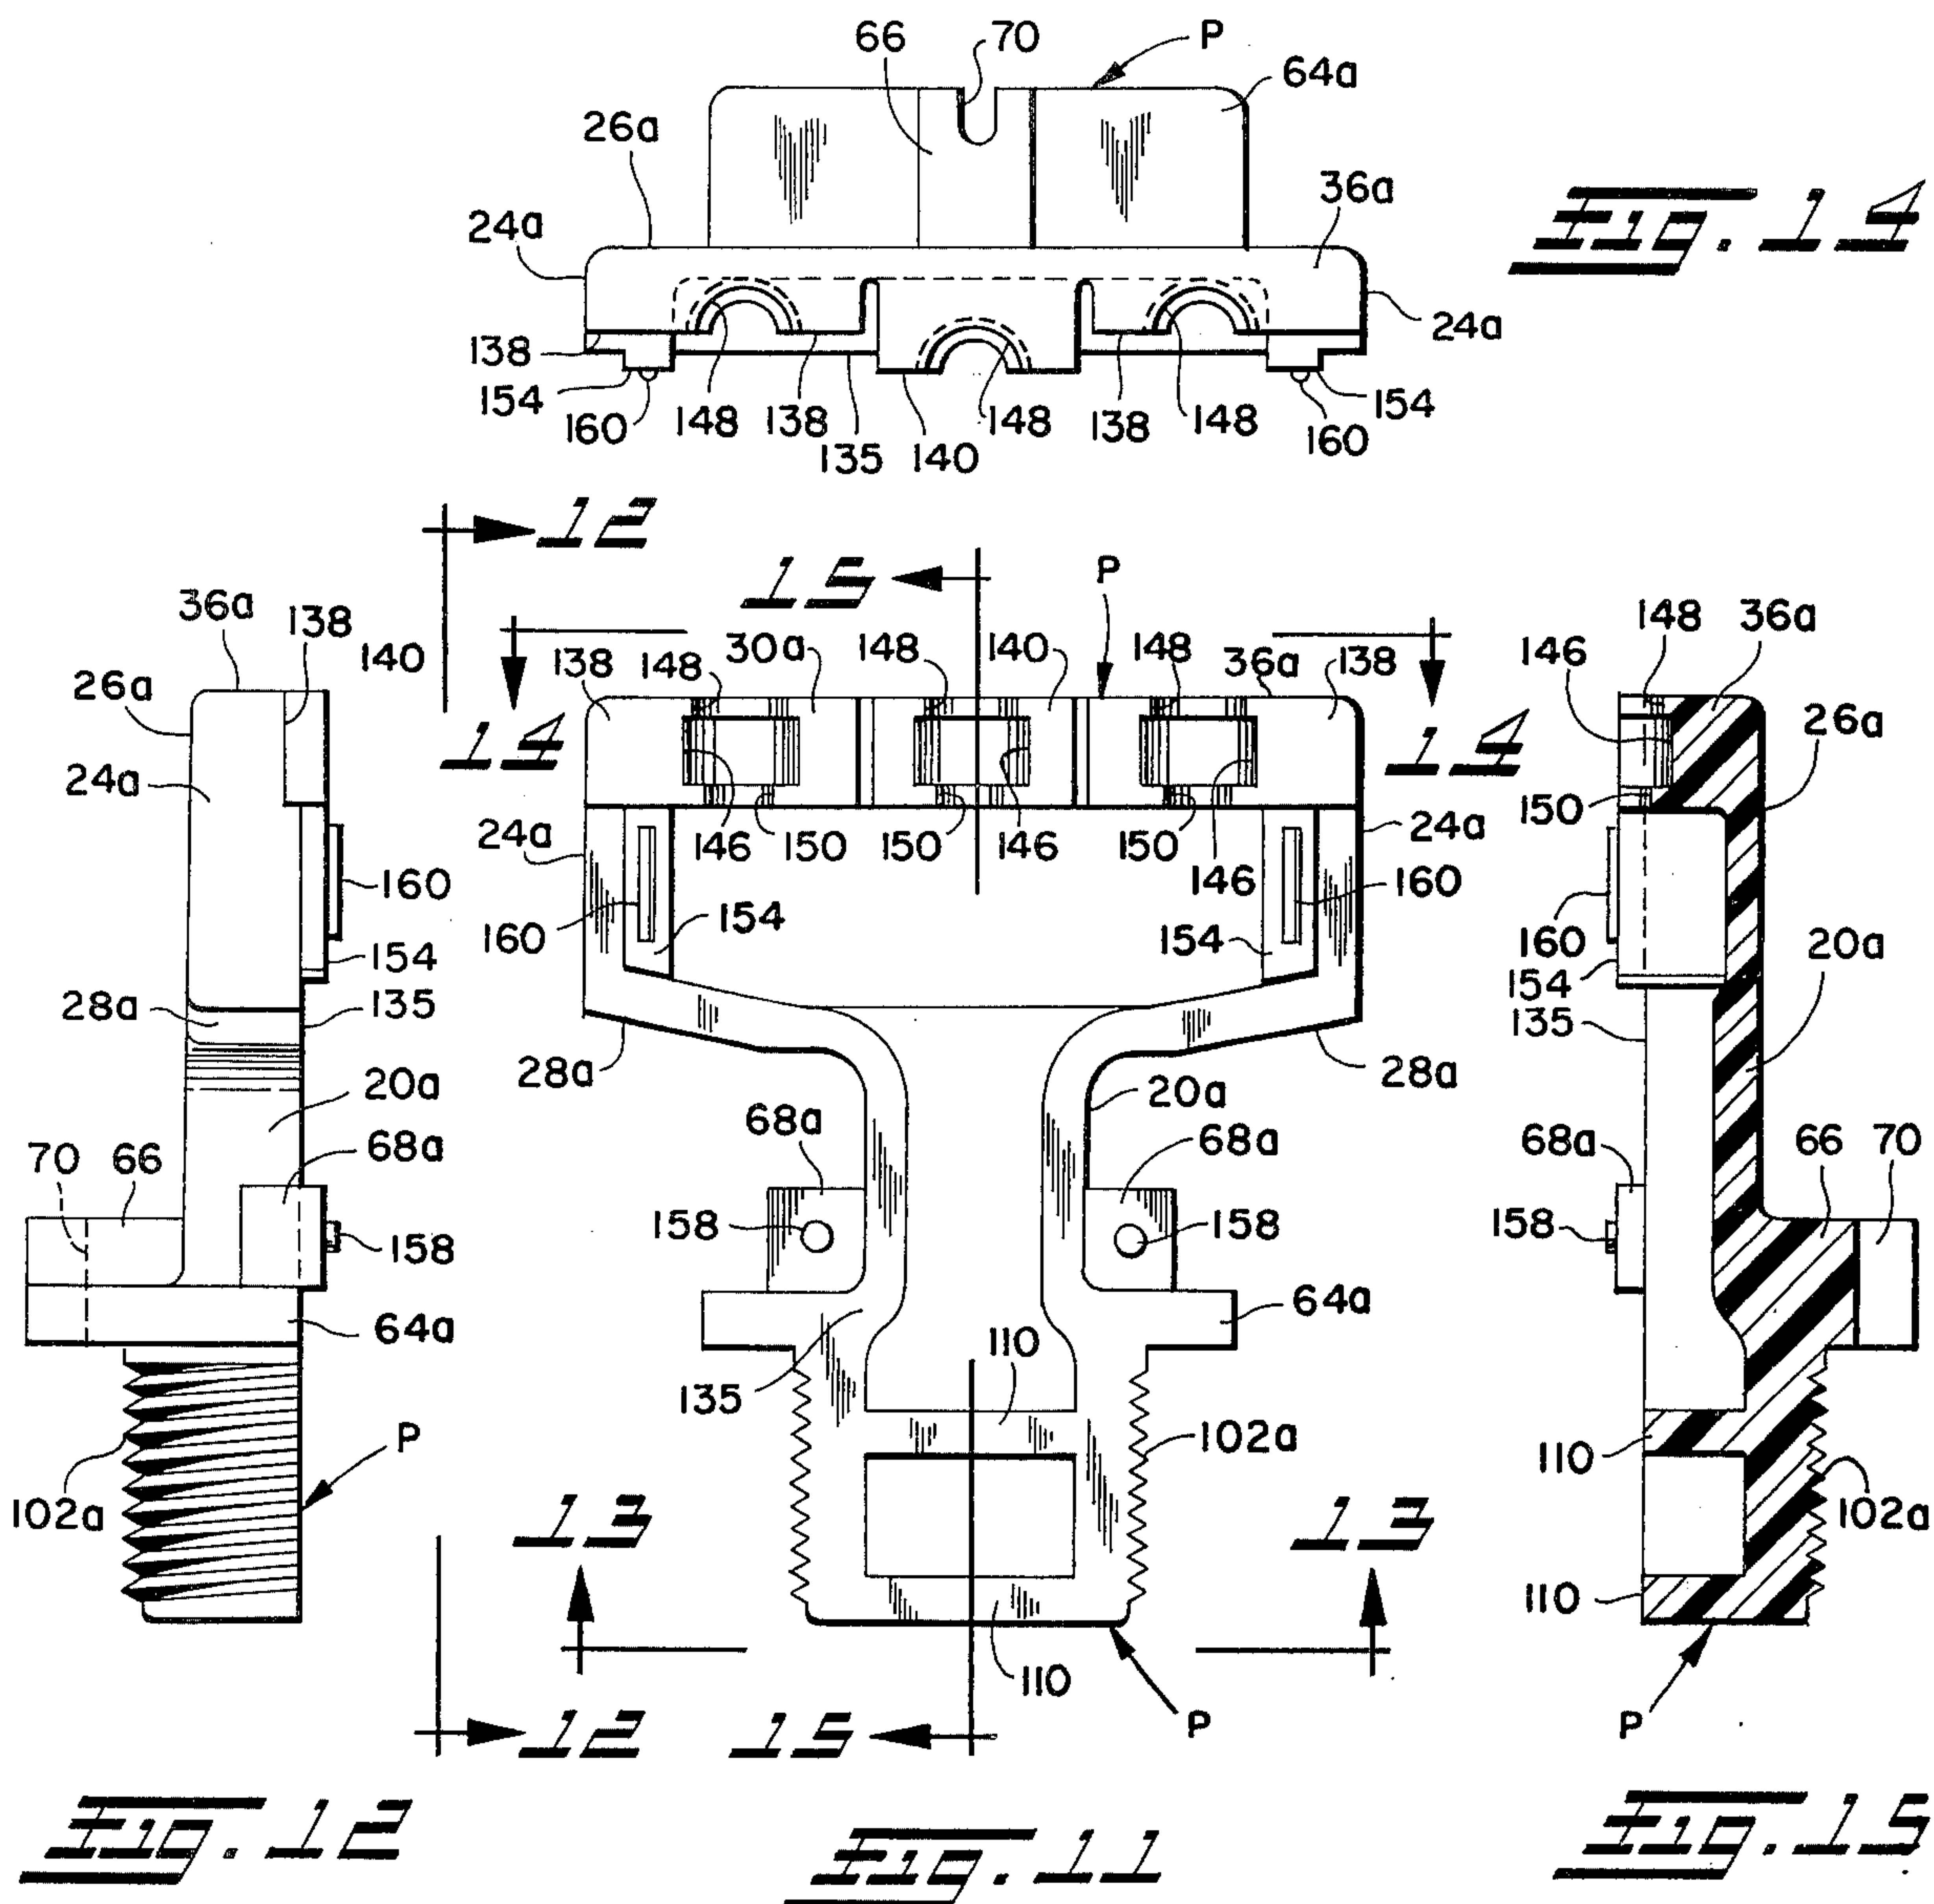 66 70 P
64a
26a
36a
24a
Fig. 14
24a
138
154 148 138 148 138 148 154
160 135 140 160
12
15 P
36a
138
140
26a
24a
14
138 148 30a 148 140 148 36a 138
14
148 36a
146
26a
150
24a 146 150 150 146 150 24a
146
160
160 154 154 160
154
160
154
20a
28a
135
135
28a 20a 28a
20a
68a
68a 68a
70 66
158
158 158
68a
66 70
158
64a
64a
110
135
102a
P
102a
110
102a
13 13
110
110
P
12 15
P
Fig. 12
Fig. 11
Fig. 15